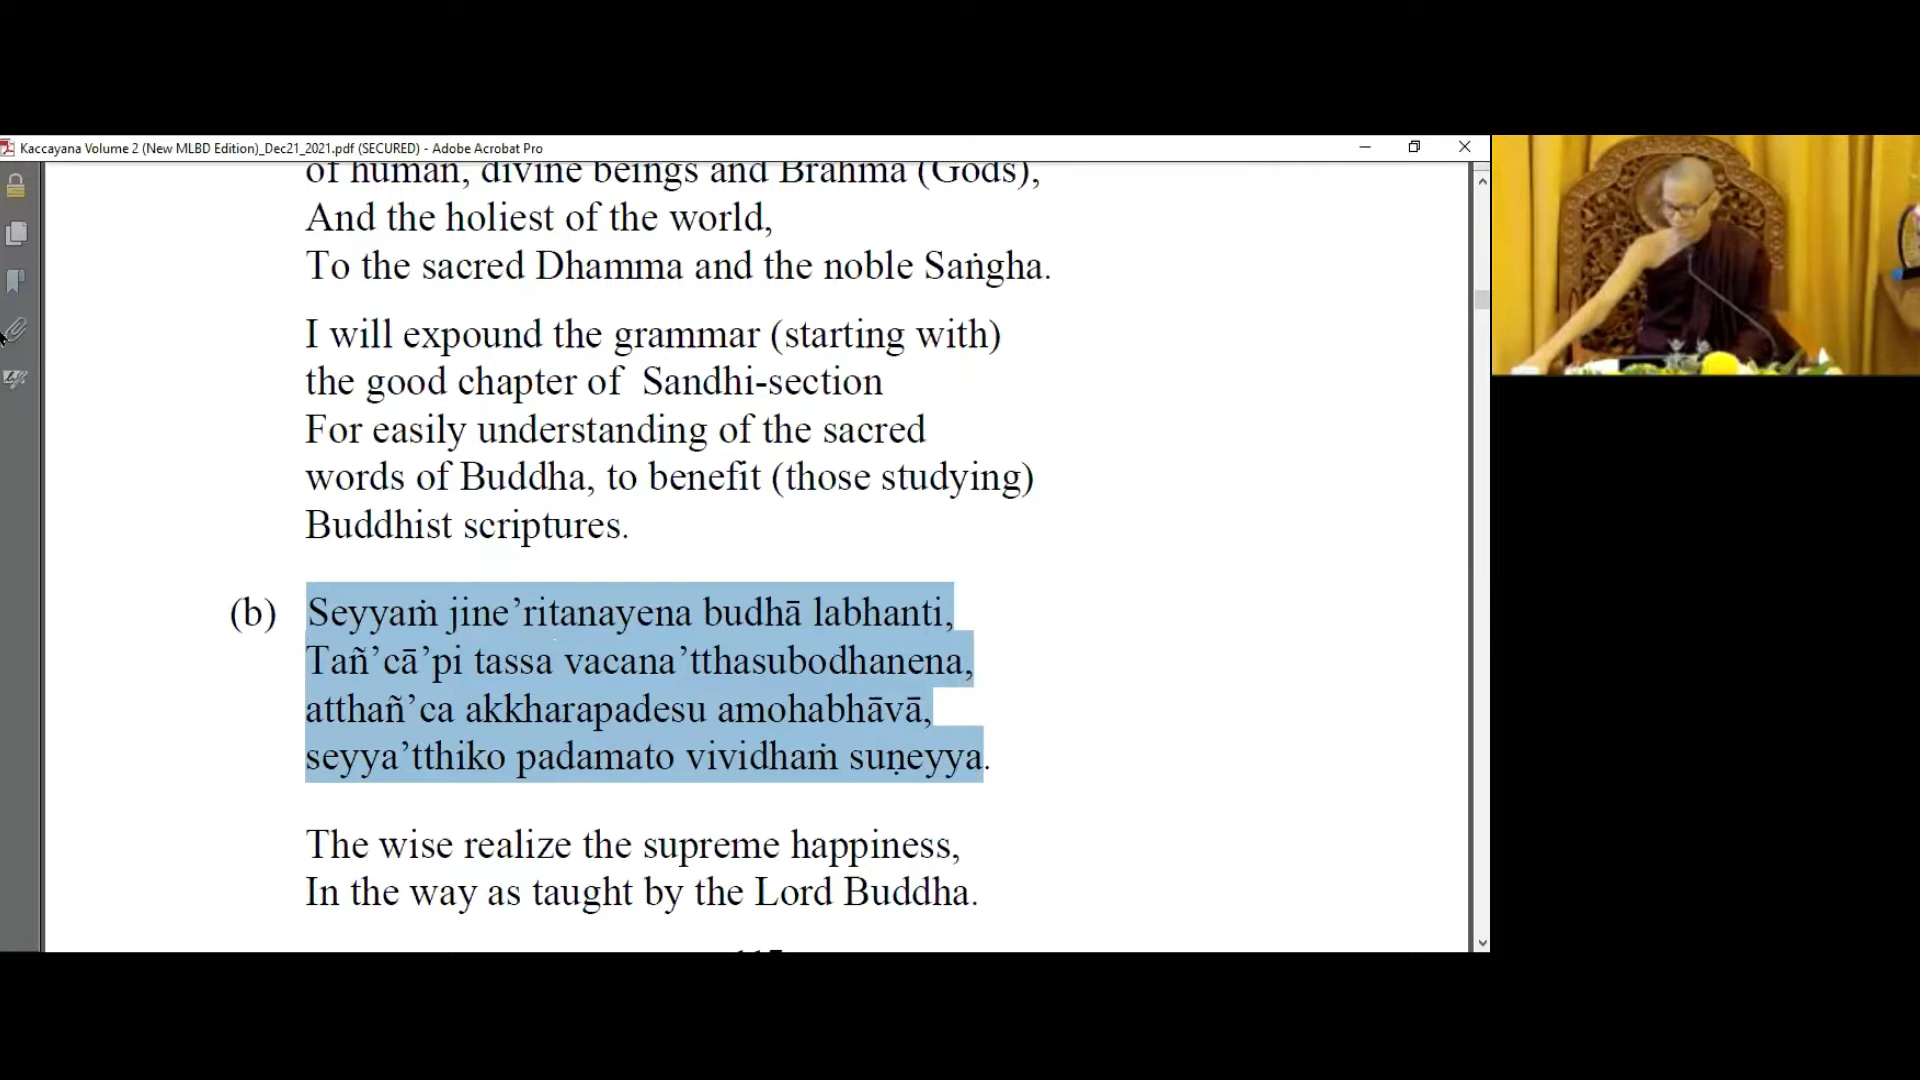 Kaccayana Volume 2 (New MLBD Edition)_Dec21_2021.pdf (SECURED) - Adobe Acrobat Pro
of human, divine beings and Brahma (Gods),
And the holiest of the world,
To the sacred Dhamma and the noble Saṅgha.
I will expound the grammar (starting with)
the good chapter of Sandhi-section
For easily understanding of the sacred
words of Buddha, to benefit (those studying)
Buddhist scriptures.
(b) Seyyaṁ jine’ritanayena budhā labhanti,
Tañ’cā’pi tassa vacana’tthasubodhanena,
atthañ’ca akkharapadesu amohabhāvā,
seyya’tthiko padamato vividhaṁ suṇeyya.
The wise realize the supreme happiness,
In the way as taught by the Lord Buddha.